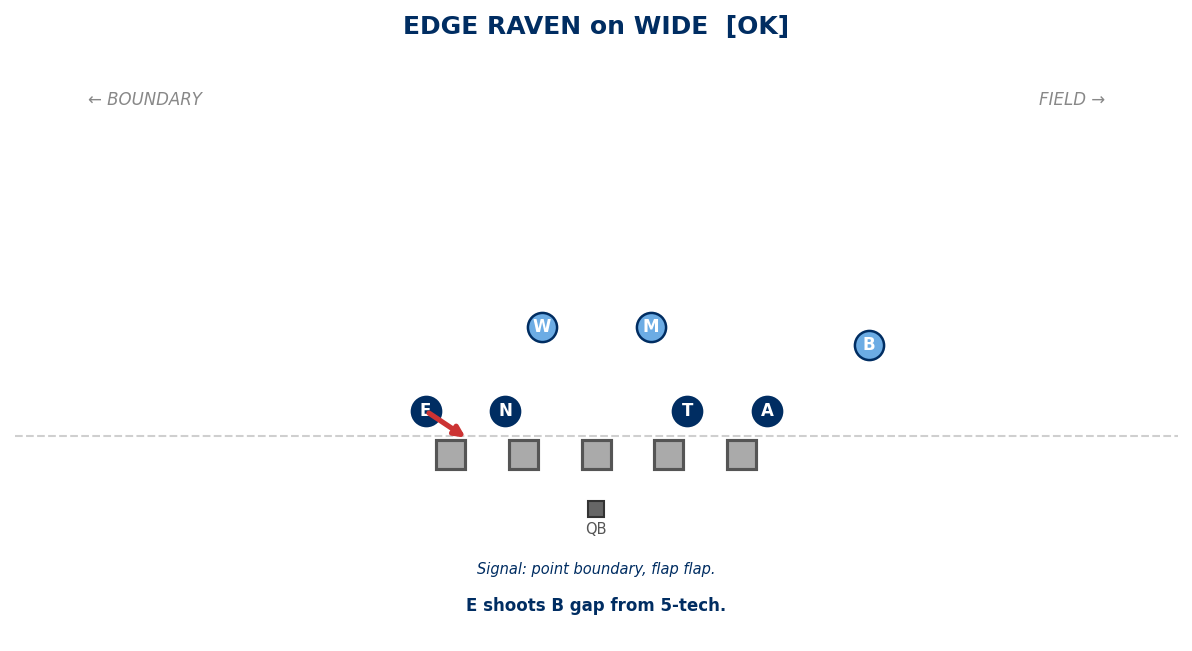 EDGE RAVEN on WIDE [OK]
← BOUNDARY
FIELD →
W
M
B
E
N
T
A
QB
Signal: point boundary, flap flap.
E shoots B gap from 5-tech.